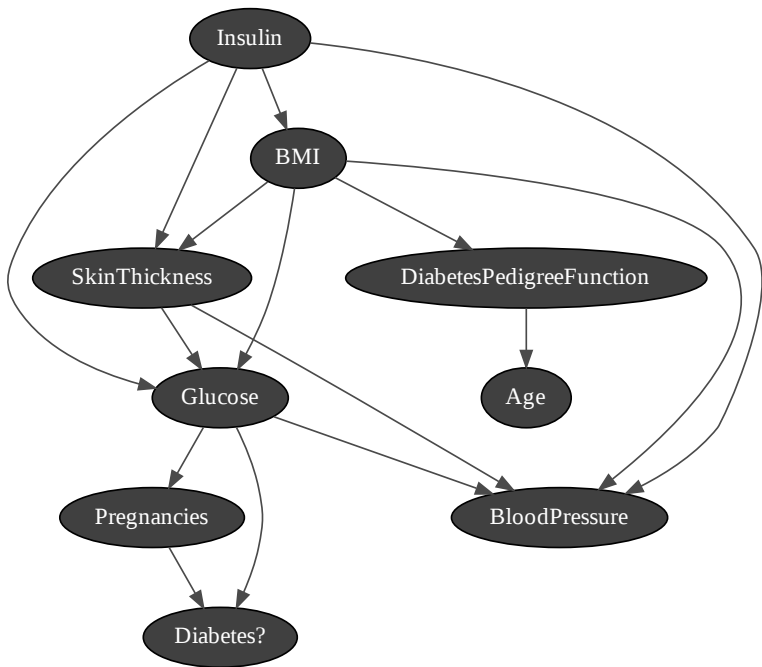 Insulin
BMI
SkinThickness
DiabetesPedigreeFunction
Glucose
Age
Pregnancies
BloodPressure
Diabetes?